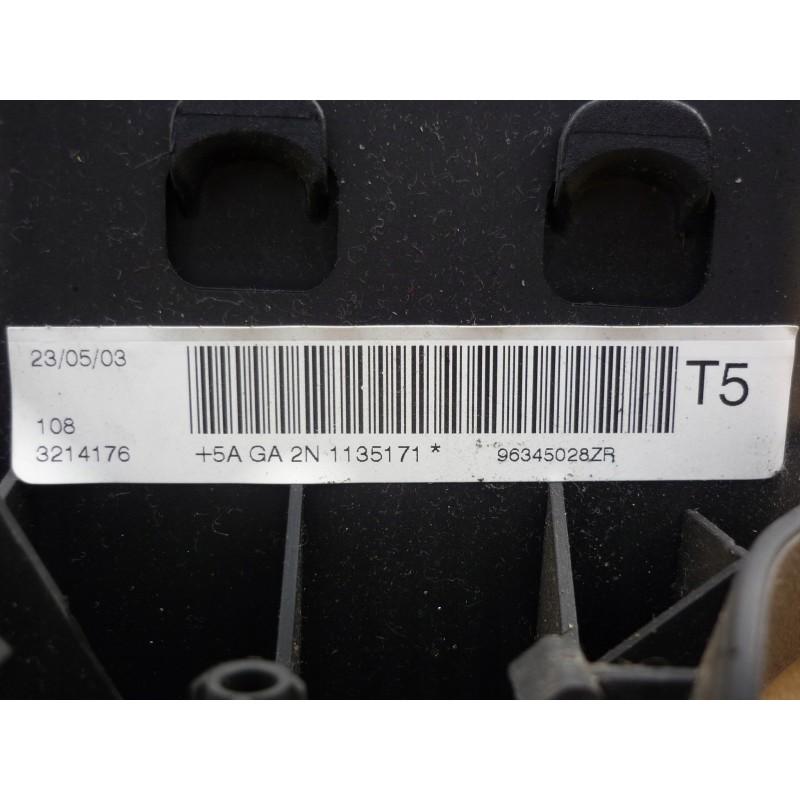 23/05/03
T5
108
3214176 +5A GA 2N 1135171 * 96345028ZR